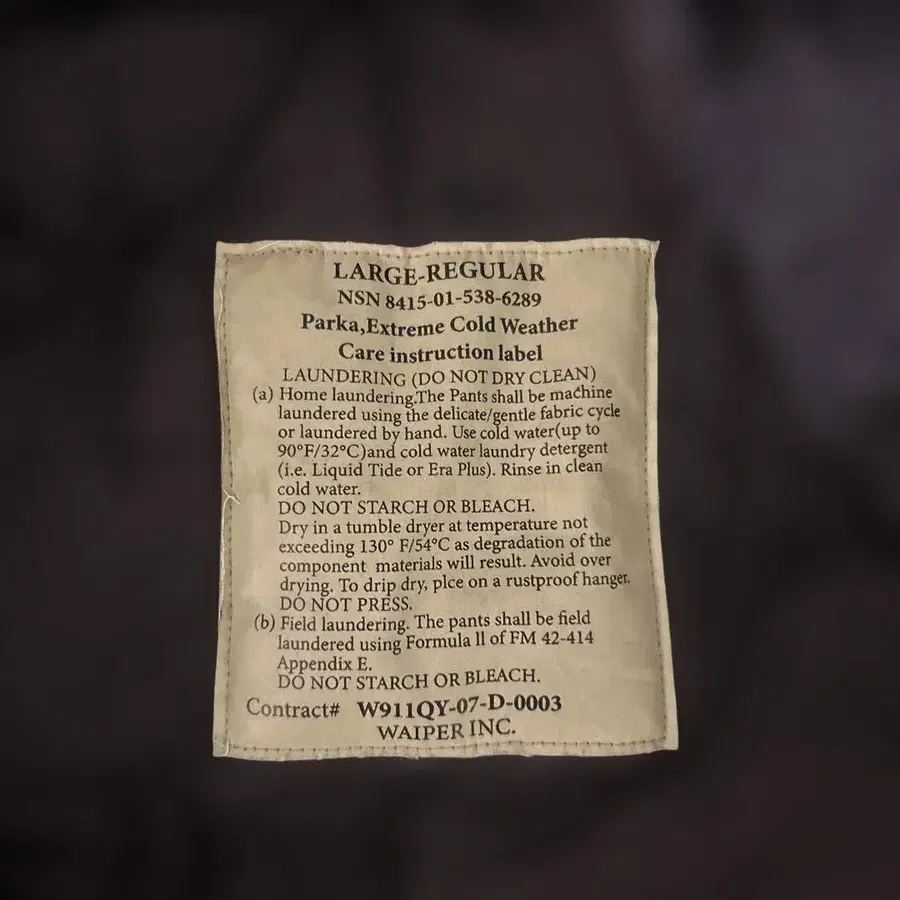 LARGE-REGULAR
NSN 8415-01-538-6289
Parka,Extreme Cold Weather
Care instruction label
LAUNDERING (DO NOT DRY CLEAN)
(a) Home laundering.The Pants shall be machine
laundered using the delicate/gentle fabric cycle
or laundered by hand. Use cold water(up to
90°F/32°C)and cold water laundry detergent
(i.e. Liquid Tide or Era Plus). Rinse in clean
cold water.
DO NOT STARCH OR BLEACH.
Dry in a tumble dryer at temperature not
exceeding 130° F/54°C as degradation of the
component materials will result. Avoid over
drying. To drip dry, plce on a rustproof hanger.
DO NOT PRESS.
(b) Field laundering. The pants shall be field
laundered using Formula ll of FM 42-414
Appendix E.
DO NOT STARCH OR BLEACH.
Contract# W911QY-07-D-0003
WAIPER INC.